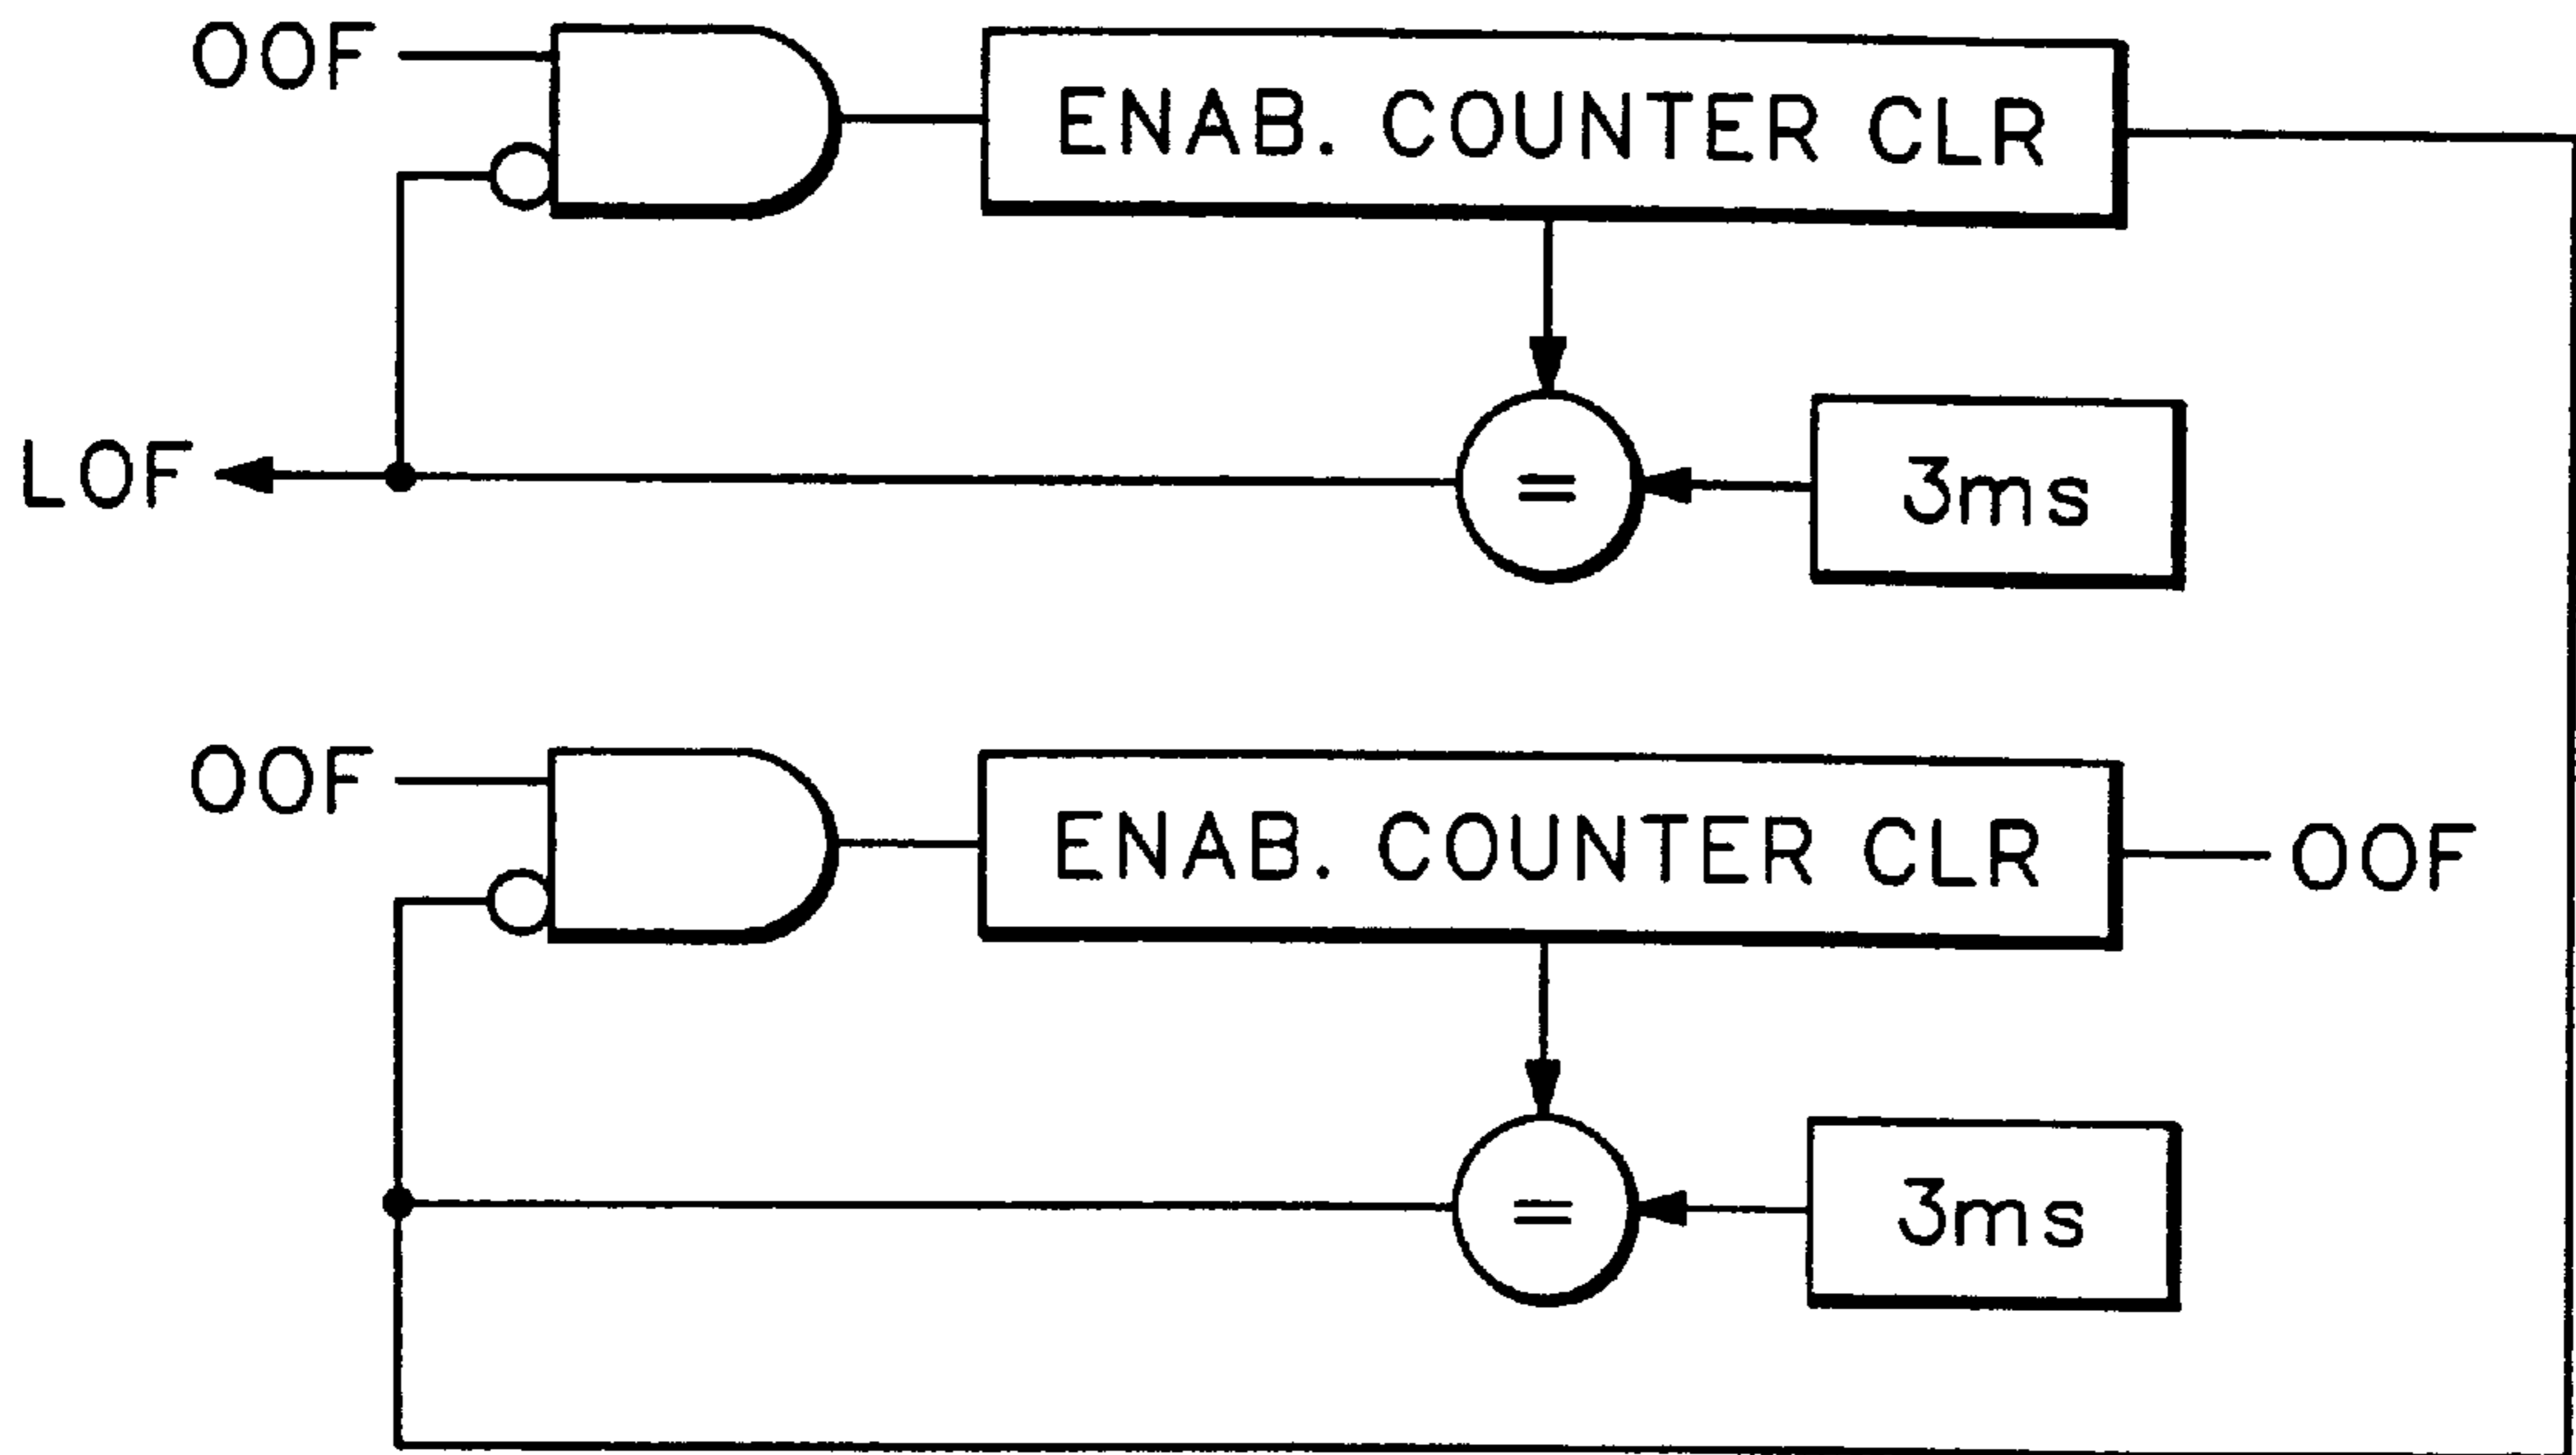 OOF
ENAB. COUNTER CLR
LOF
=
3ms
OOF
ENAB. COUNTER CLR
OOF
=
3ms